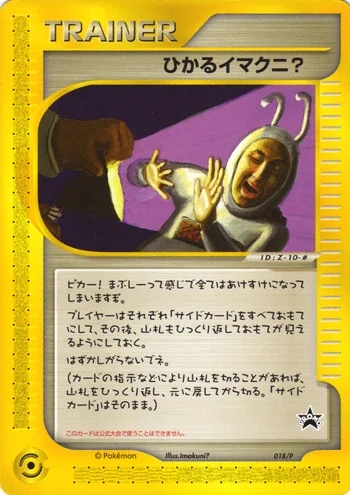 TRAINER
ひかるイマクニ?
ID:Z-10-#
ピカー! まぶしーって感じで全てはあけすけになって
しまいますぞ。
プレイヤーはそれぞれ「サイドカード」をすべておもて
にして、その後、山札もひっくり返しておもてが見え
るようにしておく。
はずかしがらないでネ。
(カードの指示などにより山札を切ることがあれば、
山札をひっくり返し、元に戻してから切る。「サイド
カード」はそのまま。)
このカードは公式大会で使うことはできません。
© Pokémon
Illus.Imakuni?
018/P